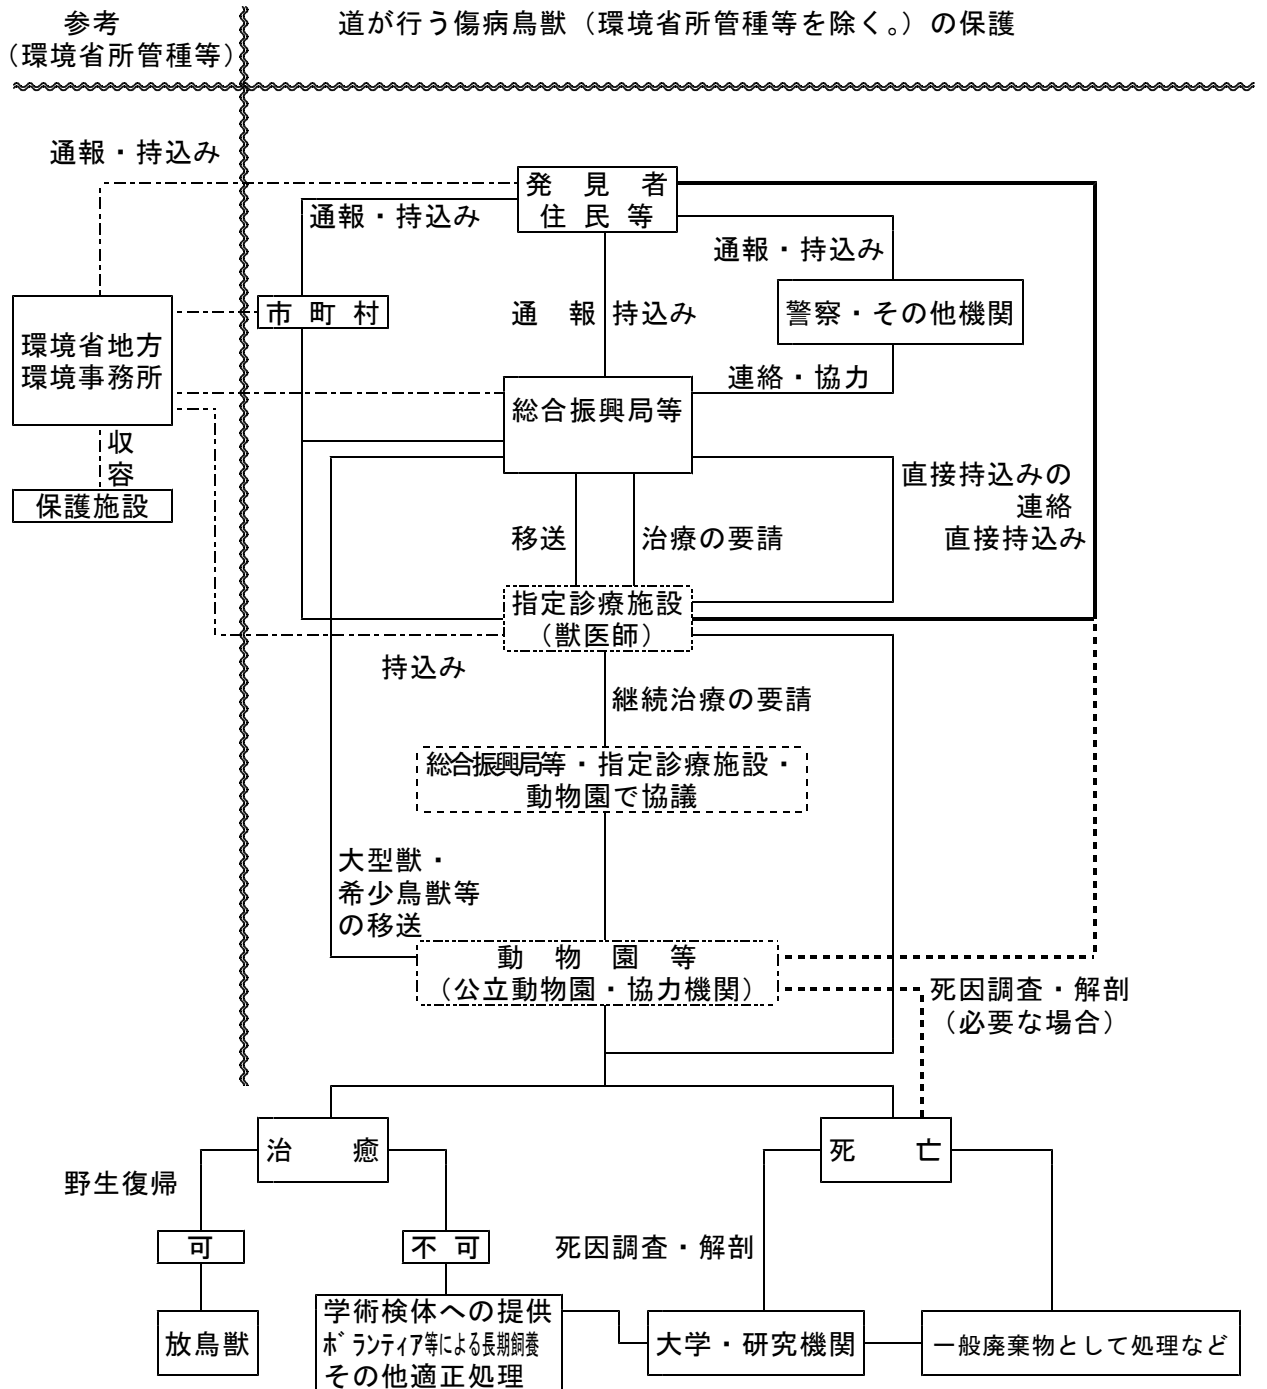 参考
（環境省所管種等）
道が行う傷病鳥獣（環境省所管種等を除く。）の保護
通報・持込み
発　見　者
住 民 等
通報・持込み
通報・持込み
市 町 村
通　報
持込み
警察・その他機関
環境省地方
環境事務所
連絡・協力
総合振興局等
収
容
保護施設
直接持込みの
連絡
直接持込み
移送
治療の要請
指定診療施設
（獣医師）
持込み
継続治療の要請
総合振興局等・指定診療施設・
動物園で協議
大型獣・
希少鳥獣等
の移送
動　物　園　等
（公立動物園・協力機関）
死因調査・解剖
（必要な場合）
治　　癒
死　　亡
野生復帰
可
不 可
死因調査・解剖
放鳥獣
学術検体への提供
ボランティア等による長期飼養
その他適正処理
大学・研究機関
一般廃棄物として処理など